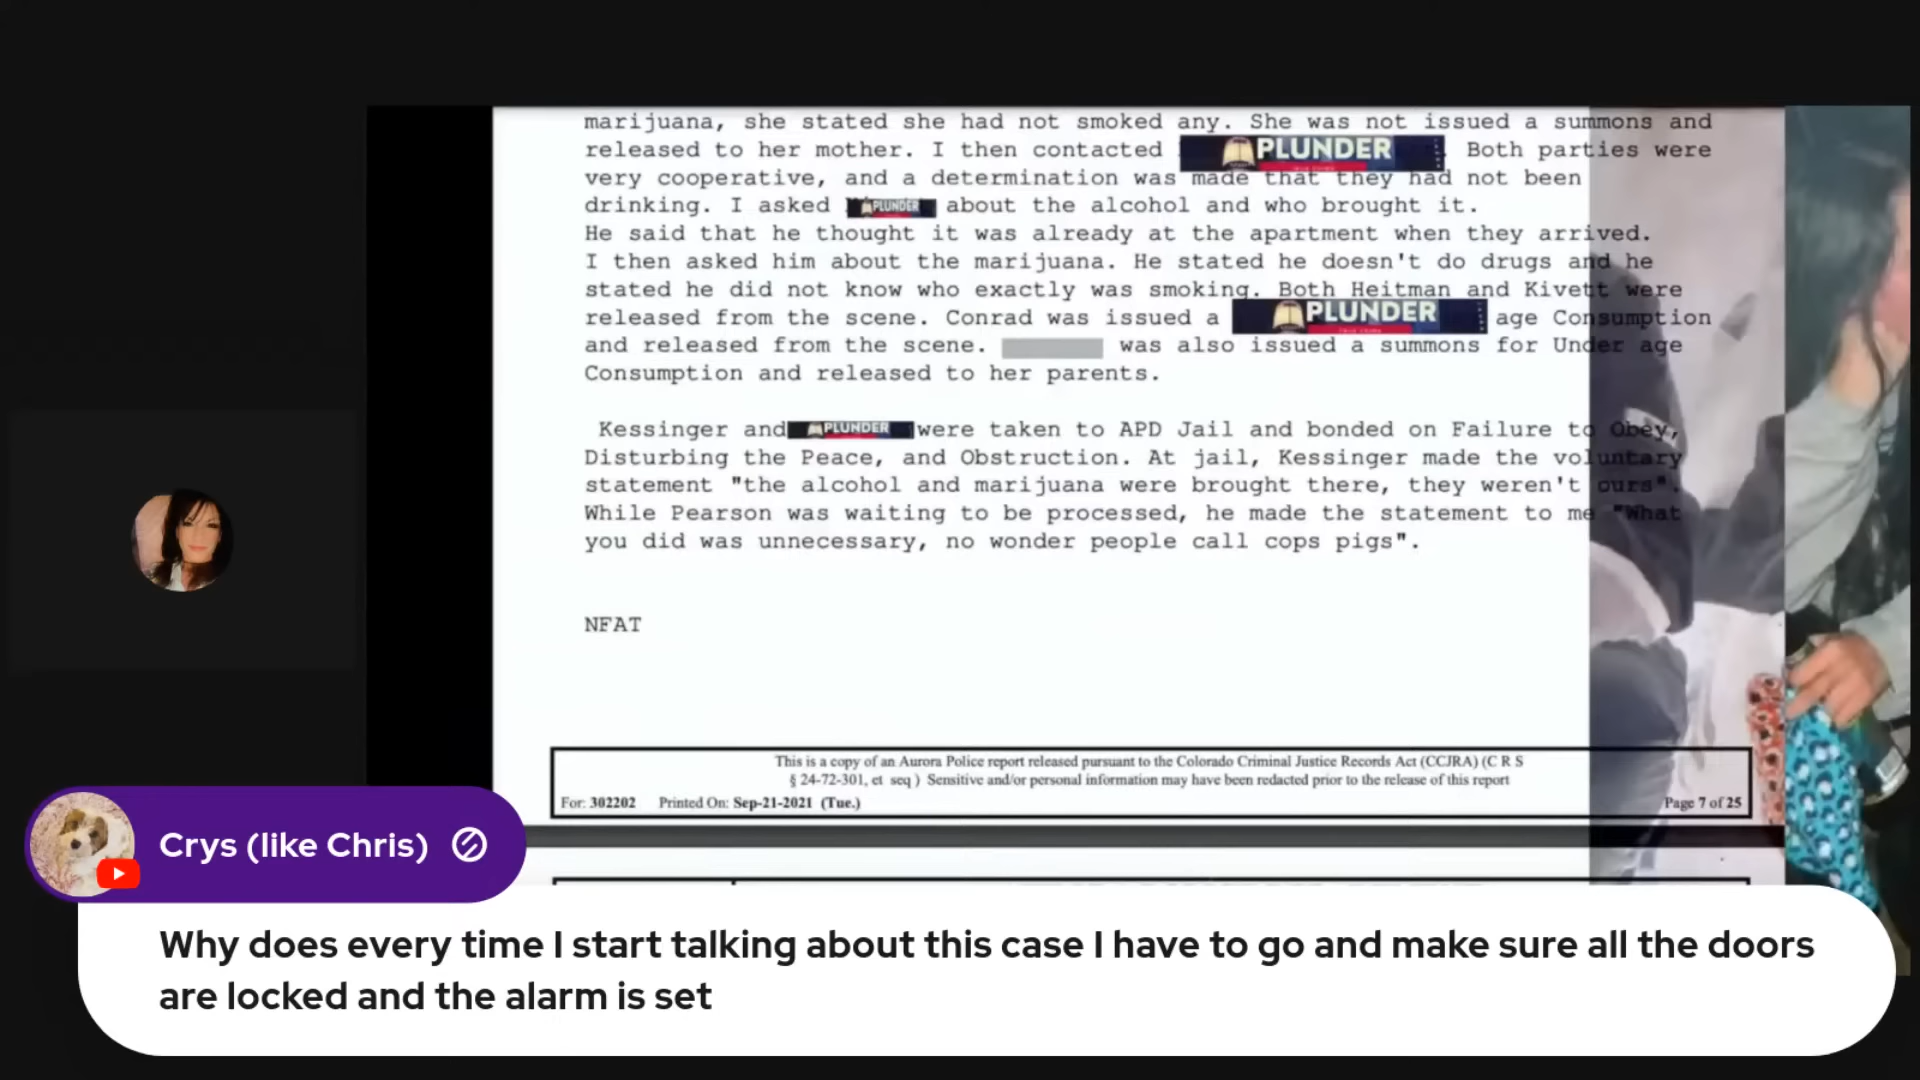 marijuana, she stated she had not smoked any. She was not issued a summons and
released to her mother. I then contacted PLUNDER Both parties were
very cooperative, and a determination was made that they had not been
drinking. I asked PLUNDER about the alcohol and who brought it.
He said that he thought it was already at the apartment when they arrived.
I then asked him about the marijuana. He stated he doesn't do drugs and he
stated he did not know who exactly was smoking. Both Heitman and Kivett were
released from the scene. Conrad was issued a PLUNDER age Consumption
and released from the scene. was also issued a summons for Under age
Consumption and released to her parents.
Kessinger and PLUNDER were taken to APD Jail and bonded on Failure to Obey,
Disturbing the Peace, and Obstruction. At jail, Kessinger made the voluntary
statement "the alcohol and marijuana were brought there, they weren't ours".
While Pearson was waiting to be processed, he made the statement to me "What
you did was unnecessary, no wonder people call cops pigs".
NFAT
This is a copy of an Aurora Police report released pursuant to the Colorado Criminal Justice Records Act (CCJRA) (C R S
§ 24-72-301, et seq ) Sensitive and/or personal information may have been redacted prior to the release of this report
For: 302202 Printed On: Sep-21-2021 (Tue.) Page 7 of 25
Crys (like Chris)
Why does every time I start talking about this case I have to go and make sure all the doors
are locked and the alarm is set